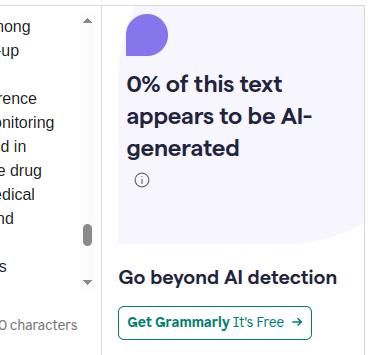 nong
-up
rence
onitoring
d in
e drug
edical
nd
s
0 characters
0% of this text
appears to be AI-
generated
Go beyond AI detection
Get Grammarly It's Free →